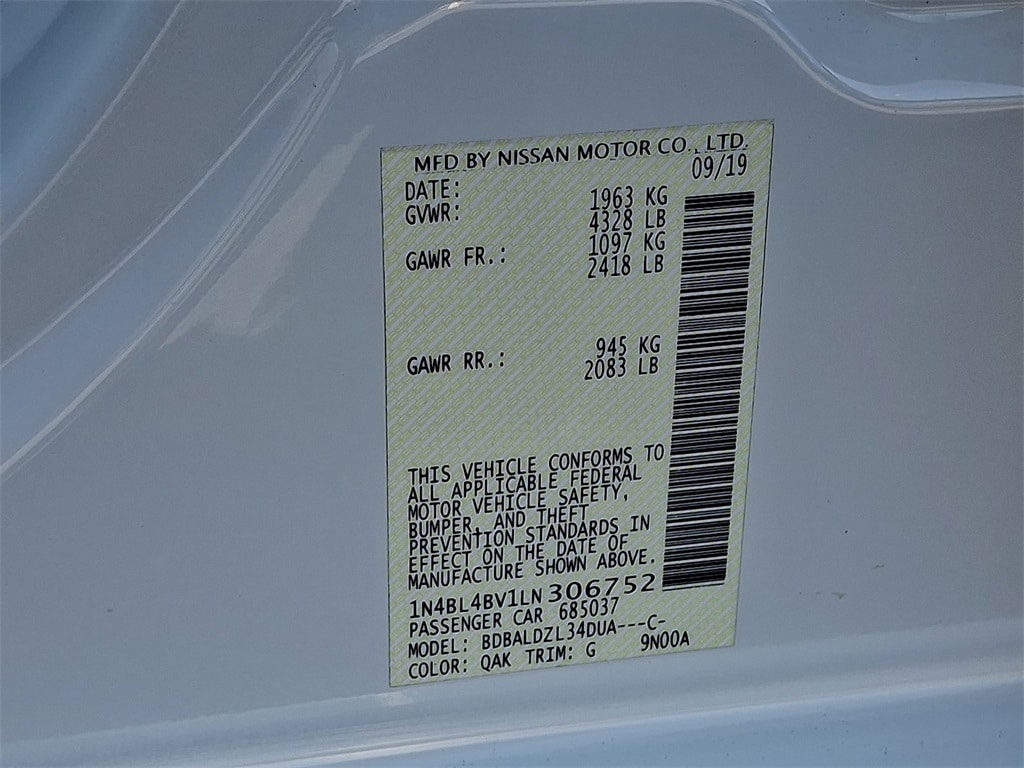 MFD BY NISSAN MOTOR CO., LTD.
DATE: 09/19
GVWR: 1963 KG
4328 LB
GAWR FR.: 1097 KG
2418 LB
GAWR RR.: 945 KG
2083 LB
THIS VEHICLE CONFORMS TO
ALL APPLICABLE FEDERAL
MOTOR VEHICLE SAFETY,
BUMPER, AND THEFT
PREVENTION STANDARDS IN
EFFECT ON THE DATE OF
MANUFACTURE SHOWN ABOVE.
1N4BL4BV1LN306752
PASSENGER CAR 685037
MODEL: BDBALDZL34DUA---C-
COLOR: QAK TRIM: G 9N00A